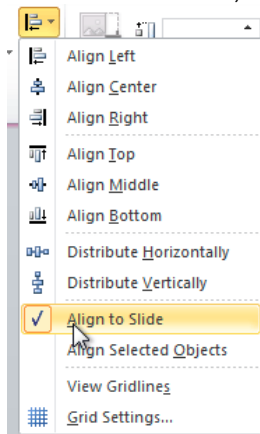 Align Left
Align Center
Align Right
Align Top
Align Middle
Align Bottom
Distribute Horizontally
Distribute Vertically
Align to Slide
Align Selected Objects
View Gridlines
Grid Settings...